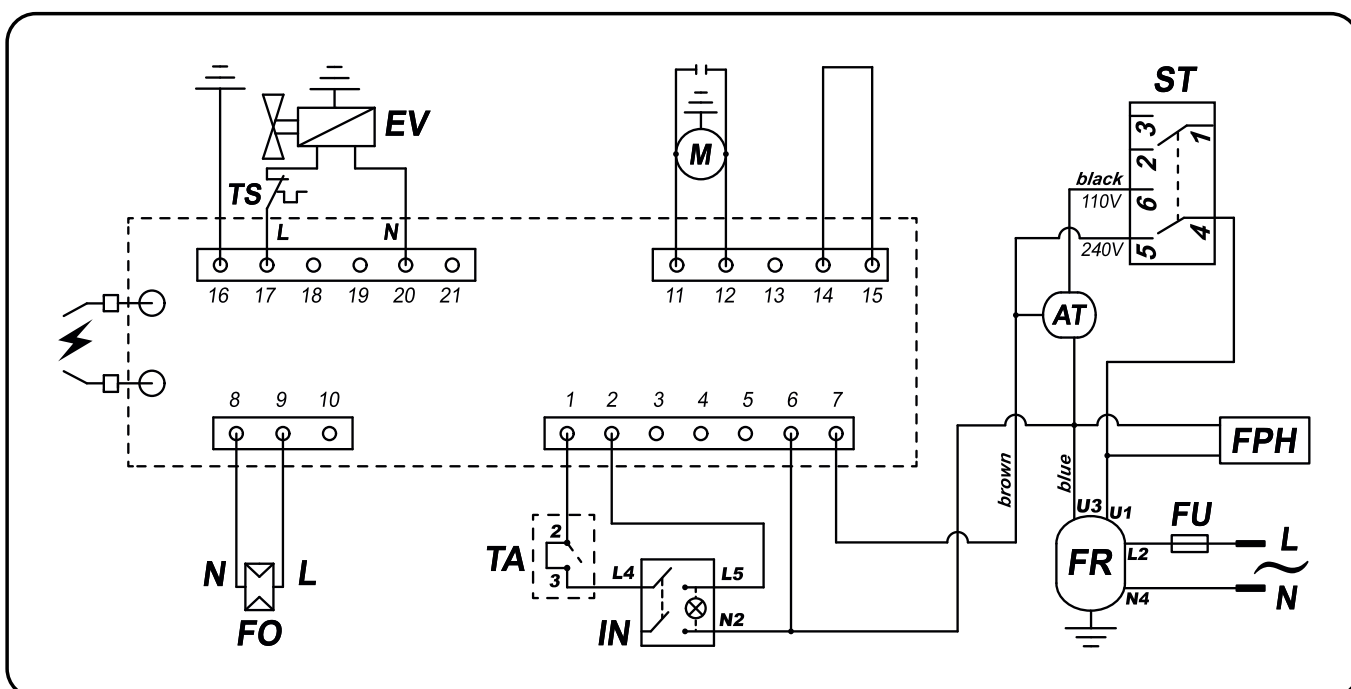 ST
EV
M
TS
L
N
3
1
2
black
110V
6
4
240V
5
16
17
18
19
20
21
11
12
13
14
15
AT
8
9
10
1
2
3
4
5
6
7
FPH
brown
blue
U3
U1
FU
L
2
TA
3
L4
L5
N2
IN
N
L
FO
FR
L2
N4
N